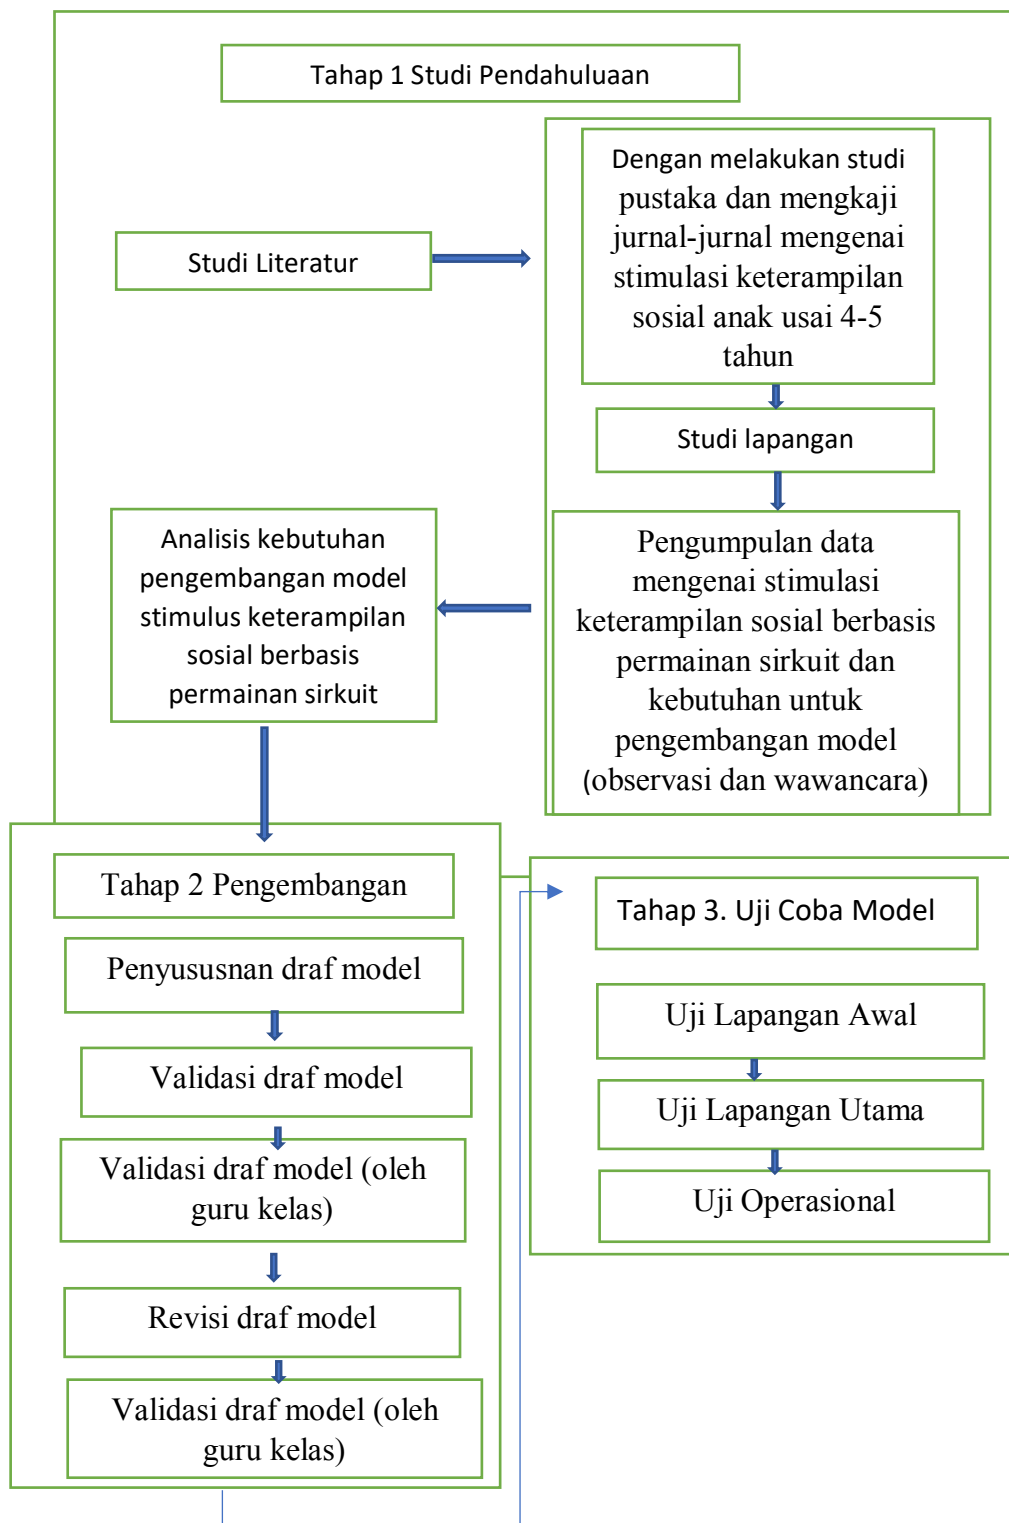 Tahap 1 Studi Pendahuluaan
Studi Literatur
Dengan melakukan studi
pustaka dan mengkaji
jurnal-jurnal mengenai
stimulasi keterampilan
sosial anak usai 4-5
tahun
Studi lapangan
Pengumpulan data
mengenai stimulasi
keterampilan sosial berbasis
permainan sirkuit dan
kebutuhan untuk
pengembangan model
(observasi dan wawancara)
Analisis kebutuhan
pengembangan model
stimulus keterampilan
sosial berbasis
permainan sirkuit
Tahap 2 Pengembangan
Penyususnan draf model
Validasi draf model
Validasi draf model (oleh
guru kelas)
Revisi draf model
Validasi draf model (oleh
guru kelas)
Tahap 3. Uji Coba Model
Uji Lapangan Awal
Uji Lapangan Utama
Uji Operasional